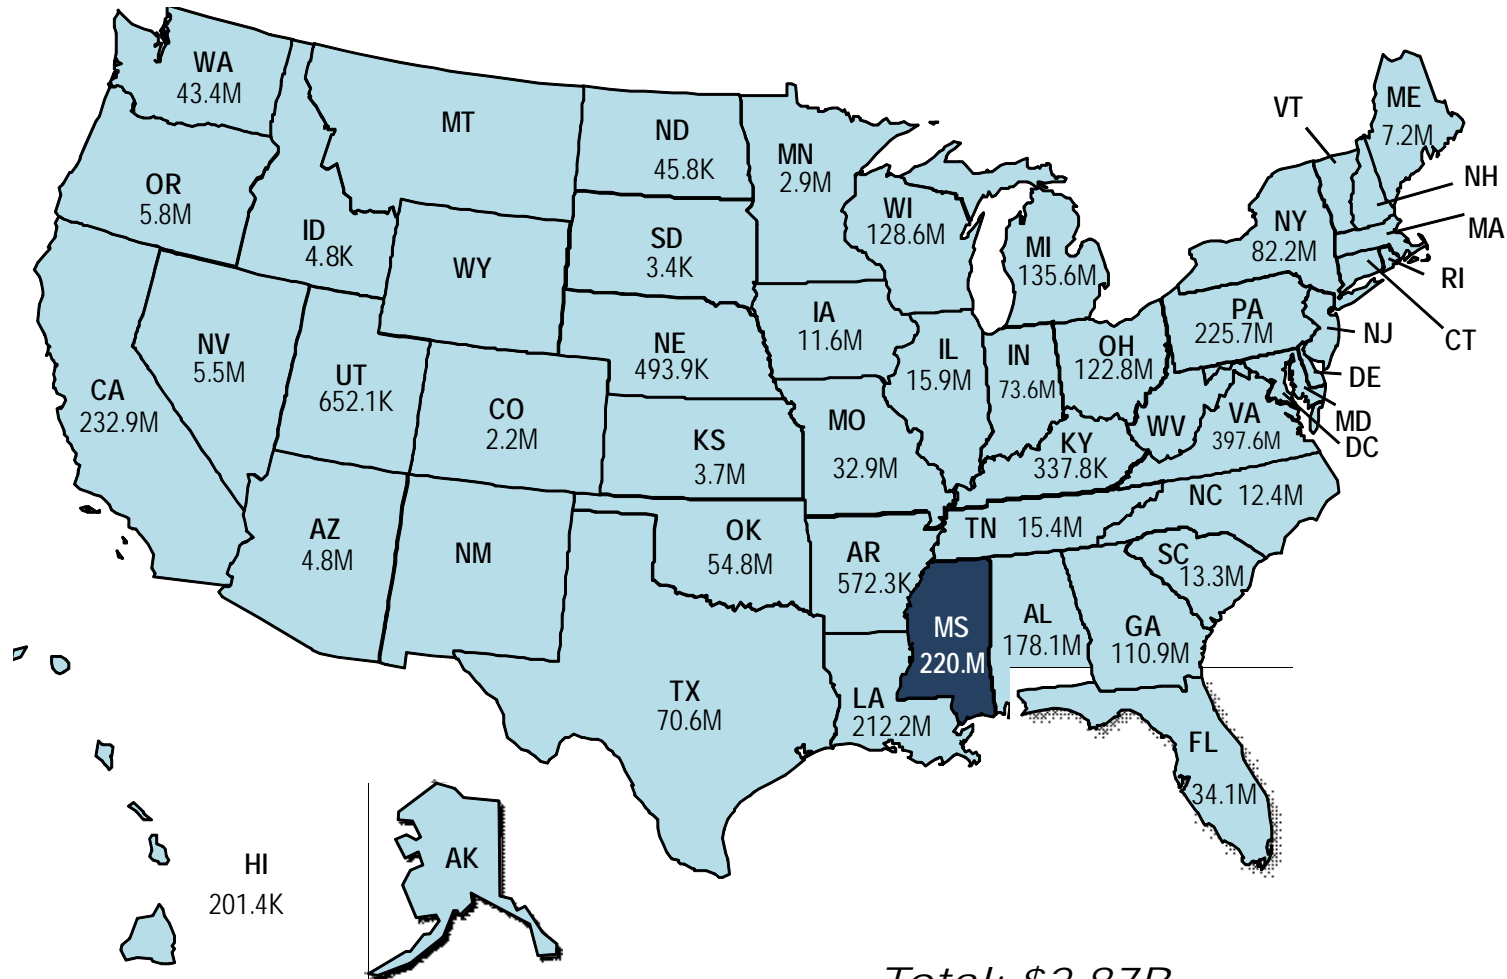 WA
43.4M
MT
ND
45.8K
MN
2.9M
VT
ME
7.2M
OR
5.8M
ID
4.8K
WY
SD
3.4K
WI
128.6M
MI
135.6M
NY
82.2M
NH
MA
RI
CT
NV
5.5M
UT
652.1K
CO
2.2M
NE
493.9K
IA
11.6M
IL
15.9M
IN
73.6M
OH
122.8M
PA
225.7M
NJ
DE
MD
DC
CA
232.9M
KS
3.7M
MO
32.9M
KY
337.8K
WV
VA
397.6M
AZ
4.8M
NM
OK
54.8M
AR
572.3K
TN 15.4M
NC 12.4M
SC
13.3M
MS
220.M
AL
178.1M
GA
110.9M
TX
70.6M
LA
212.2M
FL
34.1M
HI
201.4K
AK
Total: $2.87B